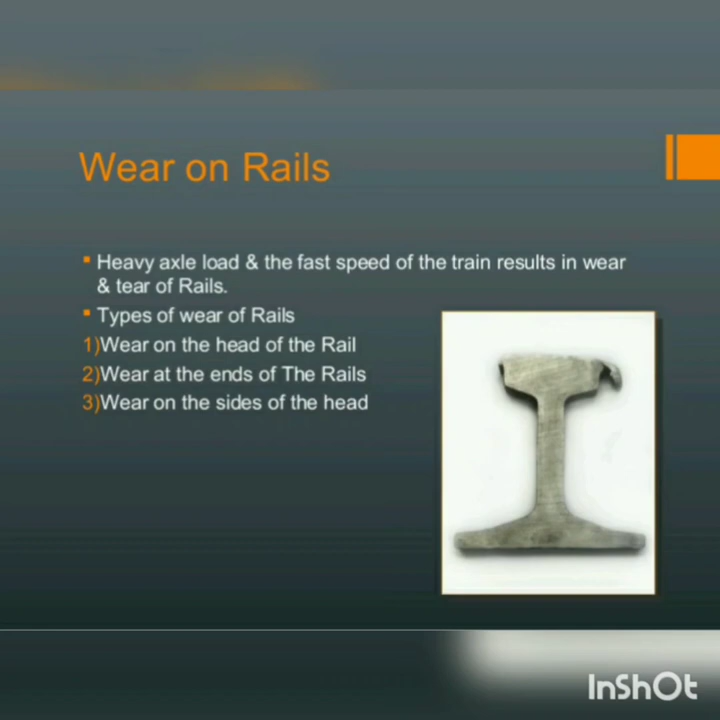 Wear on Rails
▪ Heavy axle load & the fast speed of the train results in wear
& tear of Rails.
▪ Types of wear of Rails
1)Wear on the head of the Rail
2)Wear at the ends of The Rails
3)Wear on the sides of the head
InShOt